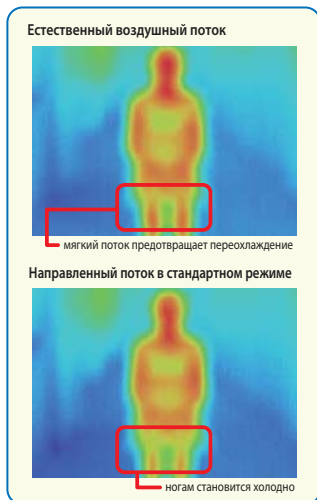 Естественный воздушный поток
мягкий поток предотвращает переохлаждение
Направленный поток в стандартном режиме
ногам становится холодно